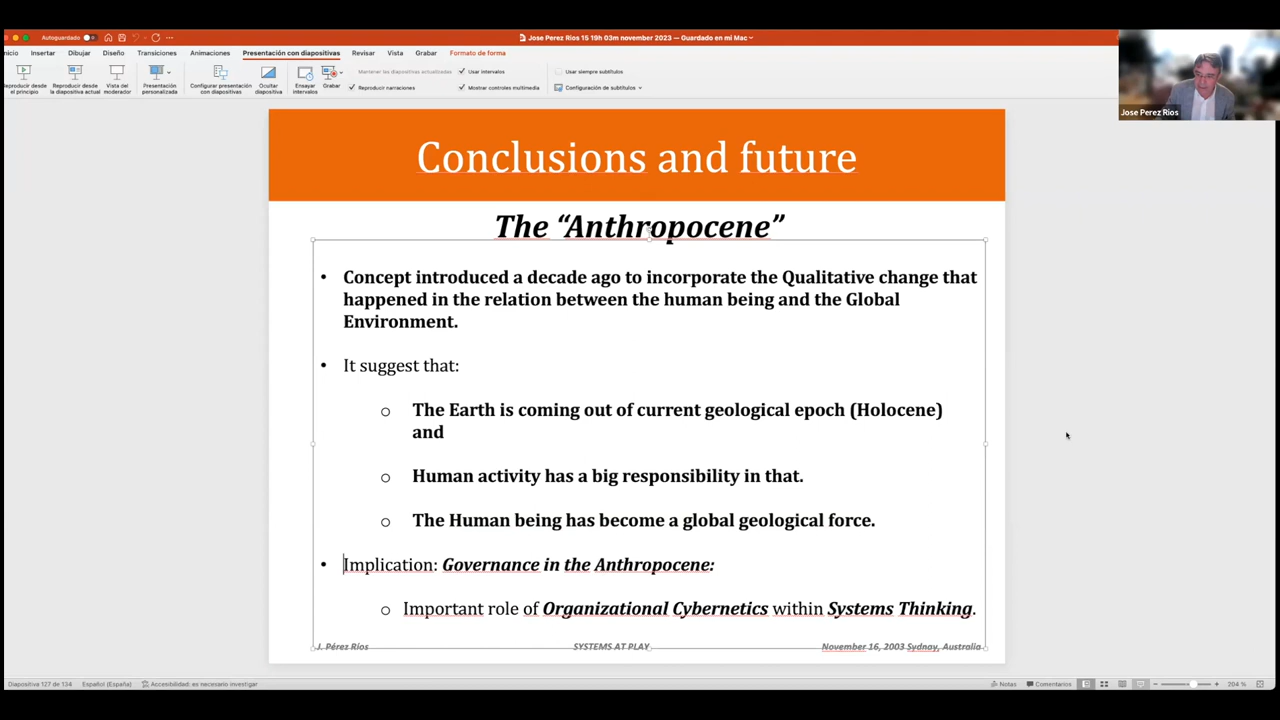 Autoguardado
Jose Perez Rios 15 19h 03m november 2023 — Guardado en mi Mac
Inicio Insertar Dibujar Diseño Transiciones Animaciones Presentación con diapositivas Revisar Vista Grabar Formato de forma
Reproducir desde el principio
Reproducir desde la diapositiva actual
Vista del moderador
Presentación personalizada
Configurar presentación con diapositivas
Ocultar diapositiva
Ensayar intervalos
Grabar
Mantener las diapositivas actualizadas
Reproducir narraciones
Usar intervalos
Mostrar controles multimedia
Usar siempre subtítulos
Configuración de subtítulos
Jose Perez Rios
Conclusions and future
The “Anthropocene”
• Concept introduced a decade ago to incorporate the Qualitative change that
happened in the relation between the human being and the Global
Environment.
• It suggest that:
o The Earth is coming out of current geological epoch (Holocene)
and
o Human activity has a big responsibility in that.
o The Human being has become a global geological force.
• Implication: Governance in the Anthropocene:
o Important role of Organizational Cybernetics within Systems Thinking.
J. Pérez Ríos SYSTEMS AT PLAY November 16, 2003 Sydney, Australia
Diapositiva 127 de 134 Español (España) Accesibilidad: es necesario investigar Notas Comentarios 204 %